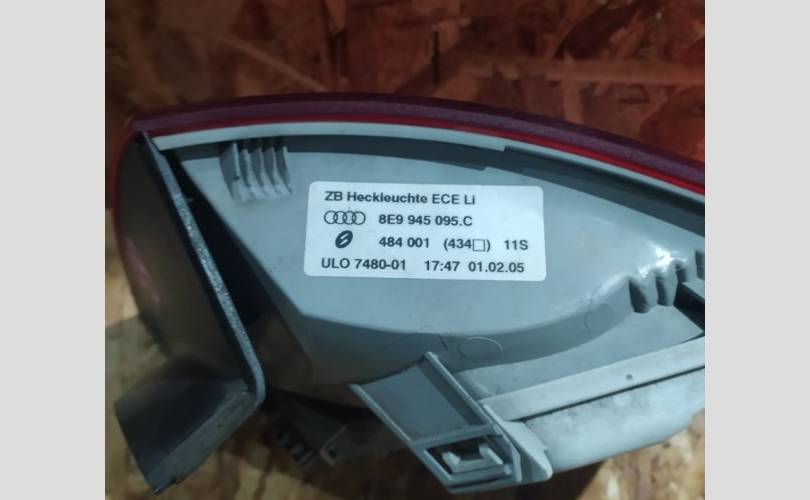 ZB Heckleuchte ECE Li
8E9 945 095.C
484 001 (434□) 11S
ULO 7480-01 17:47 01.02.05